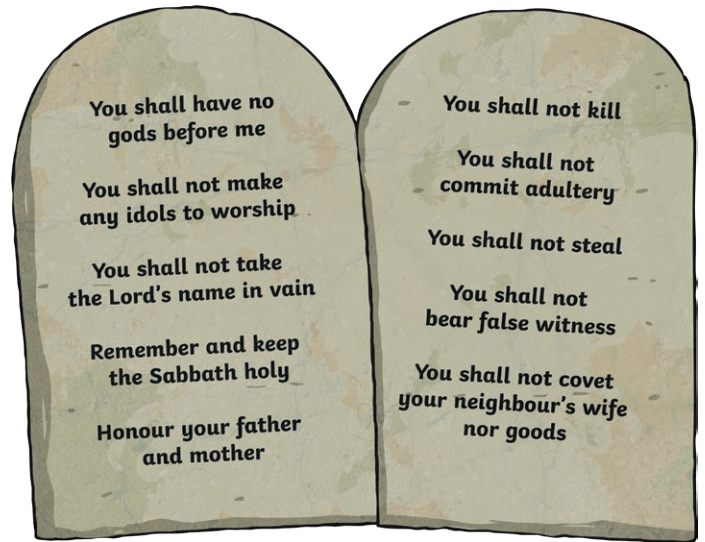 You shall have no
gods before me
You shall not make
any idols to worship
You shall not take
the Lord's name in vain
Remember and keep
the Sabbath holy
Honour your father
and mother
You shall not kill
You shall not
commit adultery
You shall not steal
You shall not
bear false witness
You shall not covet
your neighbour's wife
nor goods